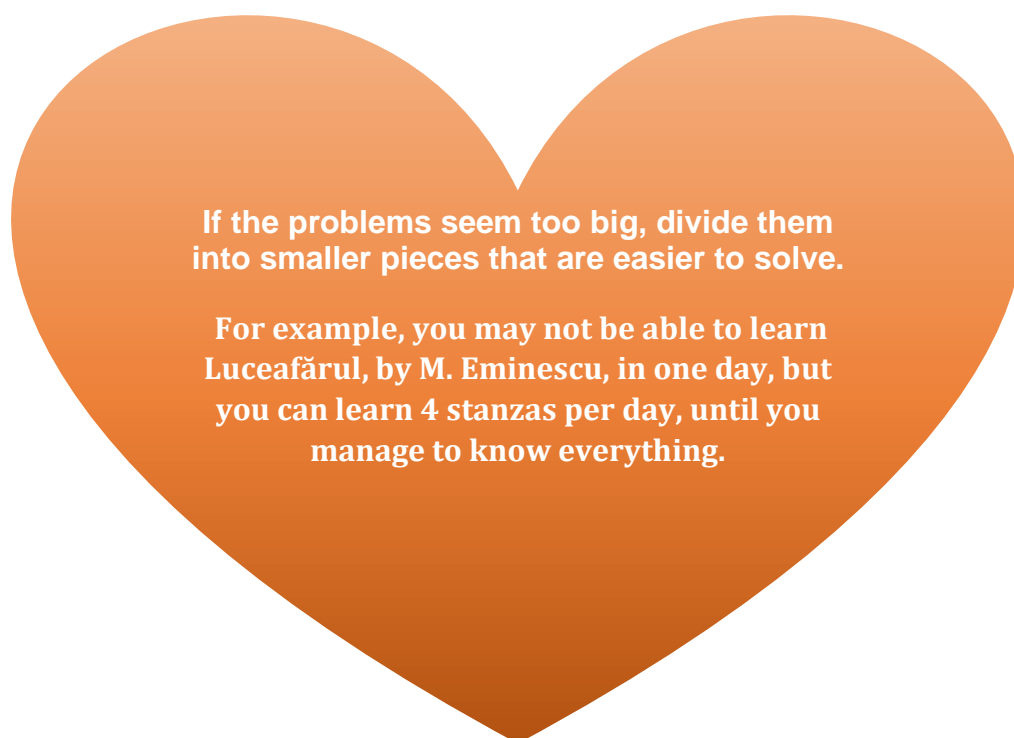 If the problems seem too big, divide them
into smaller pieces that are easier to solve.
For example, you may not be able to learn
Luceafărul, by M. Eminescu, in one day, but
you can learn 4 stanzas per day, until you
manage to know everything.